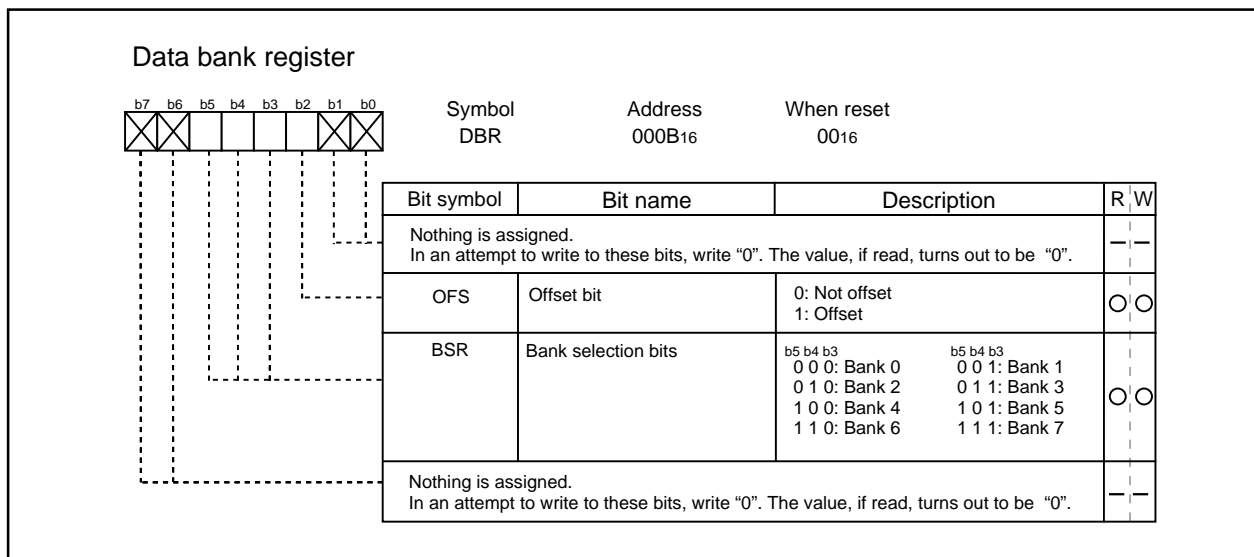 Data bank register
b7 b6 b5 b4 b3 b2 b1 b0
Symbol Address When reset
DBR 000B16 0016
Bit symbol Bit name Description R W
Nothing is assigned.
In an attempt to write to these bits, write “0”. The value, if read, turns out to be “0”.
OFS Offset bit 0: Not offset
1: Offset
BSR Bank selection bits
b5 b4 b3 b5 b4 b3
0 0 0: Bank 0 0 0 1: Bank 1
0 1 0: Bank 2 0 1 1: Bank 3
1 0 0: Bank 4 1 0 1: Bank 5
1 1 0: Bank 6 1 1 1: Bank 7
Nothing is assigned.
In an attempt to write to these bits, write “0”. The value, if read, turns out to be “0”.